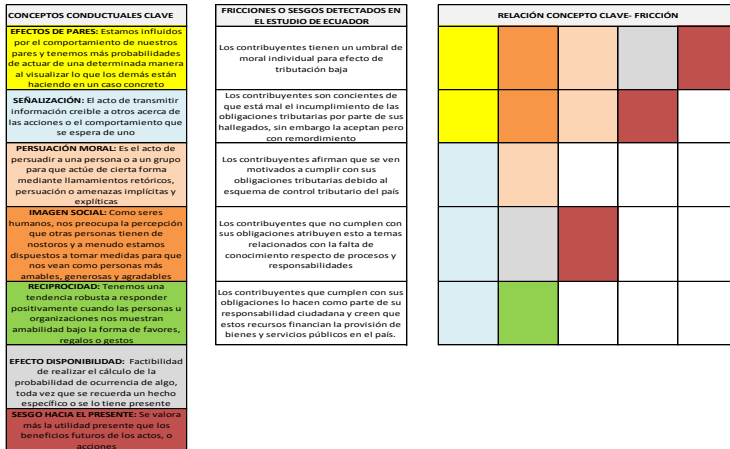 CONCEPTOS CONDUCTUALES CLAVE
EFECTOS DE PARES: Estamos influidos
por el comportamiento de nuestros
pares y tenemos más probabilidades
de actuar de una determinada manera
al visualizar lo que los demás están
haciendo en un caso concreto
SEÑALIZACIÓN: El acto de transmitir
información creible a otros acerca de
las acciones o el comportamiento que
se espera de uno
PERSUACIÓN MORAL: Es el acto de
persuadir a una persona o a un grupo
para que actúe de cierta forma
mediante llamamientos retóricos,
persuasión o amenazas implícitas y
explíticas
IMAGEN SOCIAL: Como seres
humanos, nos preocupa la percepción
que otras personas tienen de
nostoros y a menudo estamos
dispuestos a tomar medidas para que
nos vean como personas más
amables, generosas y agradables
RECIPROCIDAD: Tenemos una
tendencia robusta a responder
positivamente cuando las personas u
organizaciones nos muestran
amabilidad bajo la forma de favores,
regalos o gestos
EFECTO DISPONIBILIDAD: Factibilidad
de realizar el cálculo de la
probabilidad de ocurrencia de algo,
toda vez que se recuerda un hecho
específico o se lo tiene presente
SESGO HACIA EL PRESENTE: Se valora
más la utilidad presente que los
beneficios futuros de los actos, o
acciones
FRICCIONES O SESGOS DETECTADOS EN
EL ESTUDIO DE ECUADOR
Los contribuyentes tienen un umbral de
moral individual para efecto de
tributación baja
Los contribuyentes son concientes de
que está mal el incumplimiento de las
obligaciones tributarias por parte de sus
hallegados, sin embargo la aceptan pero
con remordimiento
Los contribuyentes afirman que se ven
motivados a cumplir con sus
obligaciones tributarias debido al
esquema de control tributario del país
Los contribuyentes que no cumplen con
sus obligaciones atribuyen esto a temas
relacionados con la falta de
conocimiento respecto de procesos y
responsabilidades
Los contribuyentes que cumplen con sus
obligaciones lo hacen como parte de su
responsabilidad ciudadana y creen que
estos recursos financian la provisión de
bienes y servicios públicos en el país.
RELACIÓN CONCEPTO CLAVE- FRICCIÓN